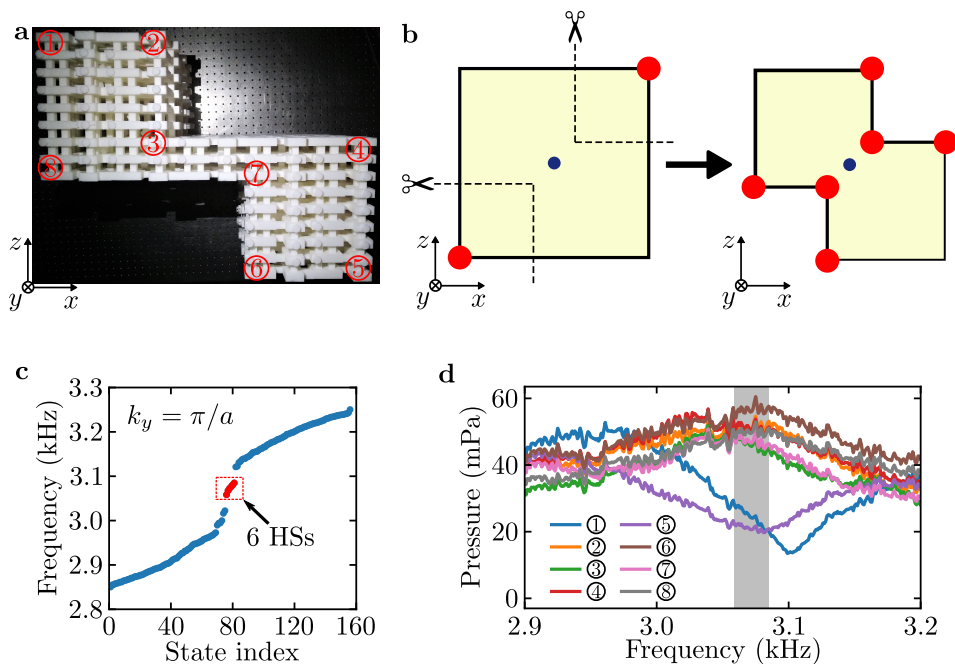 a
① ②
③ ④
⑧ ⑦
⑥ ⑤
z
y x
b
z
y x
z
y x
c
k_y = π/a
3.3
3.2
3.1
3.0
2.9
2.8
Frequency (kHz)
6 HSs
0 40 80 120 160
State index
d
60
40
20
0
Pressure (mPa)
① ⑤
② ⑥
③ ⑦
④ ⑧
2.9 3.0 3.1 3.2
Frequency (kHz)